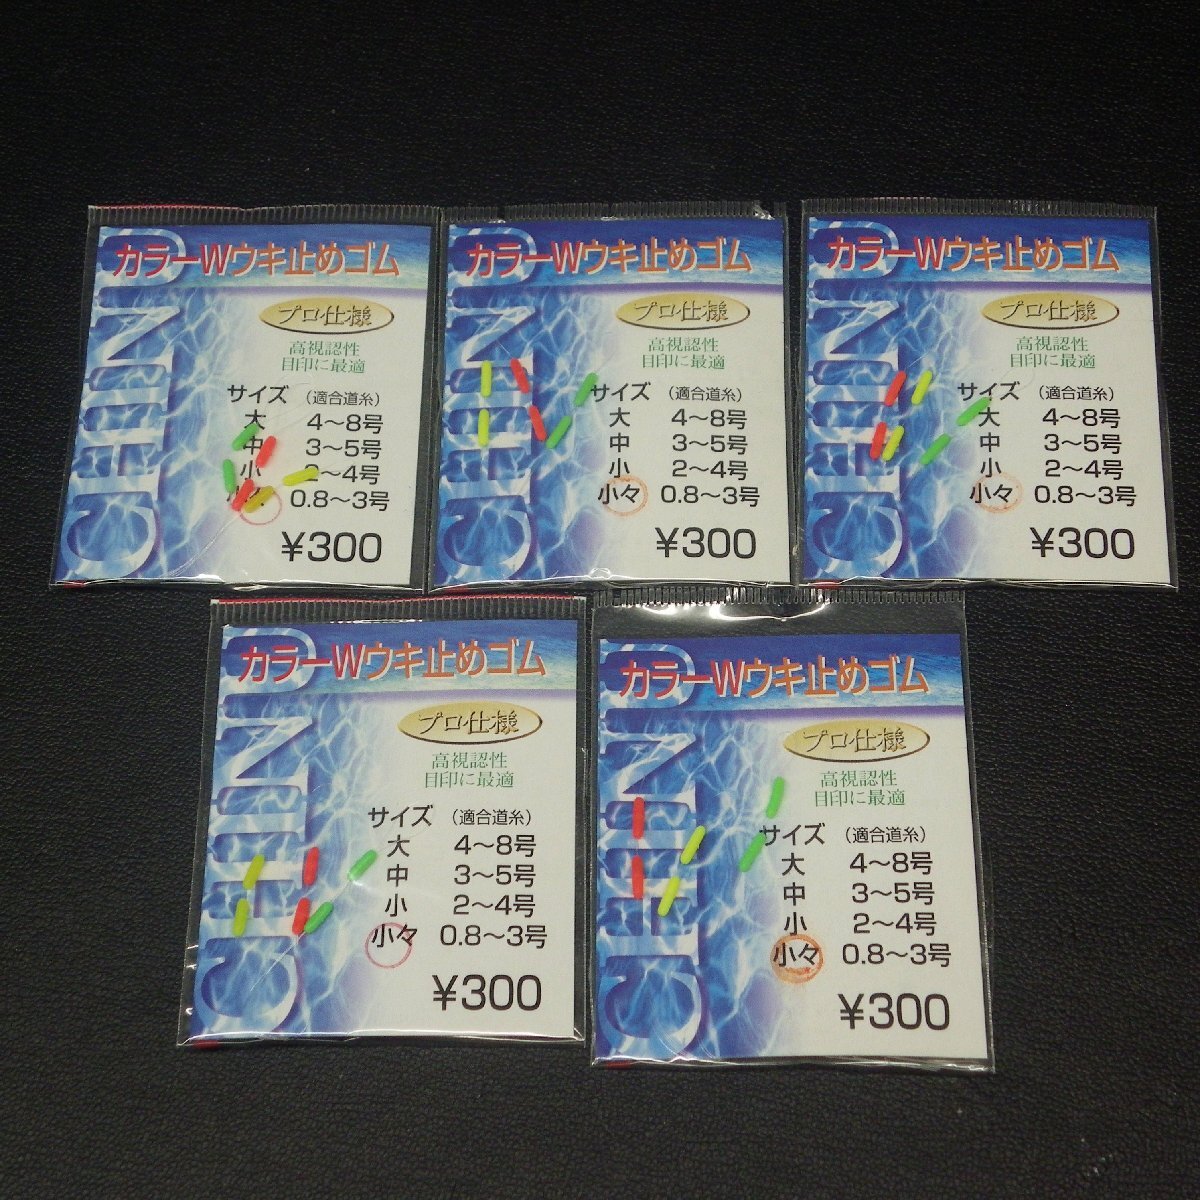 カラーWウキ止めゴム
プロ仕様
高視認性
目印に最適
サイズ (適合道糸)
大 4〜8号
中 3〜5号
小 2〜4号
0.8〜3号
¥300
CHINU
カラーWウキ止めゴム
プロ仕様
高視認性
目印に最適
サイズ (適合道糸)
大 4〜8号
中 3〜5号
小 2〜4号
小々 0.8〜3号
¥300
CHINU
カラーWウキ止めゴム
プロ仕様
高視認性
目印に最適
サイズ (適合道糸)
大 4〜8号
中 3〜5号
小 2〜4号
小々 0.8〜3号
¥300
CHINU
カラーWウキ止めゴム
プロ仕様
高視認性
目印に最適
サイズ (適合道糸)
大 4〜8号
中 3〜5号
小 2〜4号
小々 0.8〜3号
¥300
CHINU
カラーWウキ止めゴム
プロ仕様
高視認性
目印に最適
サイズ (適合道糸)
大 4〜8号
中 3〜5号
小 2〜4号
小々 0.8〜3号
¥300
CHINU